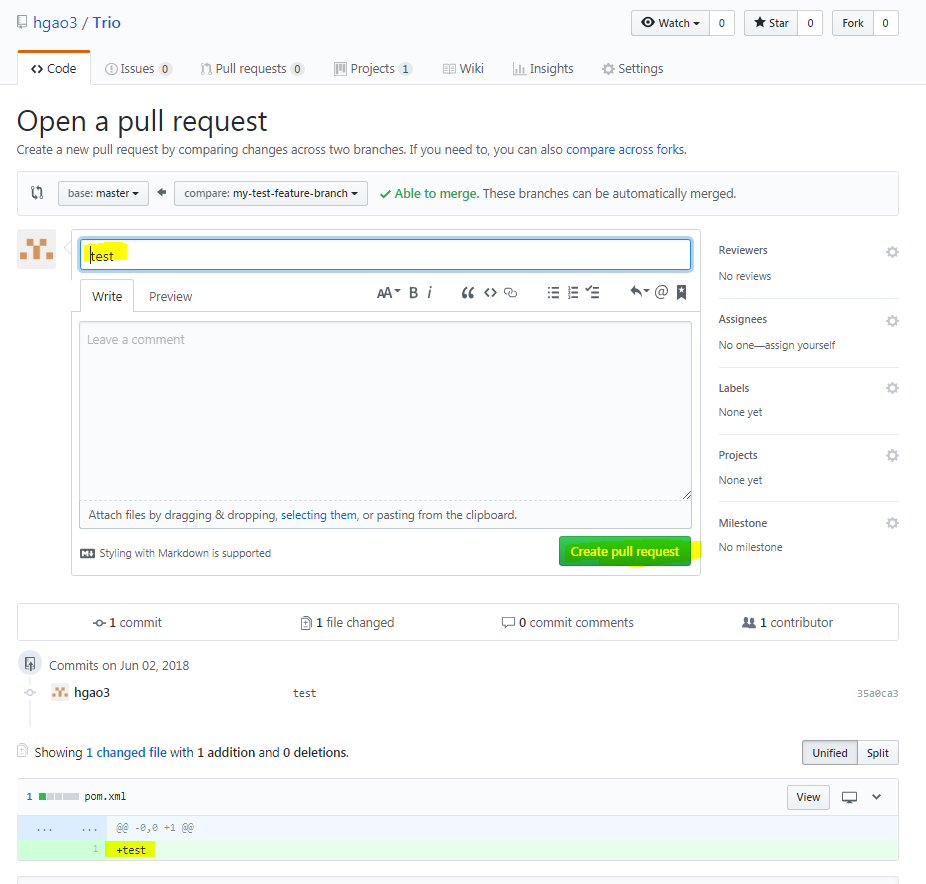 hgao3 / Trio
Watch 0 Star 0 Fork 0
Code Issues 0 Pull requests 0 Projects 1 Wiki Insights Settings
Open a pull request
Create a new pull request by comparing changes across two branches. If you need to, you can also compare across forks.
base: master compare: my-test-feature-branch Able to merge. These branches can be automatically merged.
test
Write Preview AA B i
Leave a comment
Attach files by dragging & dropping, selecting them, or pasting from the clipboard.
Styling with Markdown is supported
Create pull request
Reviewers
No reviews
Assignees
No one—assign yourself
Labels
None yet
Projects
None yet
Milestone
No milestone
1 commit 1 file changed 0 commit comments 1 contributor
Commits on Jun 02, 2018
hgao3 test 35a0ca3
Showing 1 changed file with 1 addition and 0 deletions.
Unified Split
1 pom.xml View
... ... @@ -0,0 +1 @@
1 +test